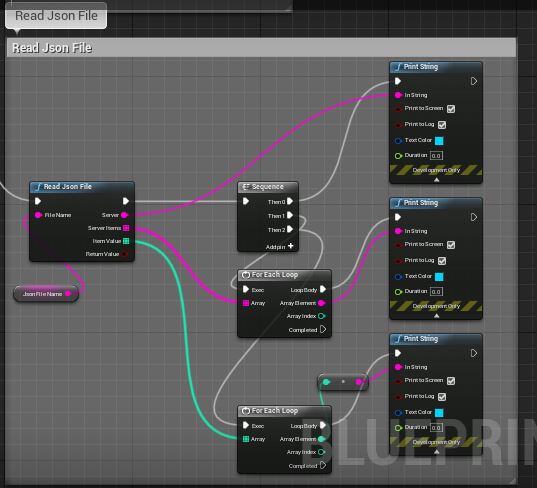 Read Json File
Read Json File
Print String
In String
Print to Screen
Print to Log
Text Color
Duration 0.0
Development Only
Read Json File
File Name Server
Server Items
Item Value
Return Value
Json File Name
Sequence
Then 0
Then 1
Then 2
Add pin +
Print String
In String
Print to Screen
Print to Log
Text Color
Duration 0.0
Development Only
For Each Loop
Exec Loop Body
Array Array Element
Array Index
Completed
Print String
In String
Print to Screen
Print to Log
Text Color
Duration 0.0
Development Only
For Each Loop
Exec Loop Body
Array Array Element
Array Index
Completed
BLUEPRIN